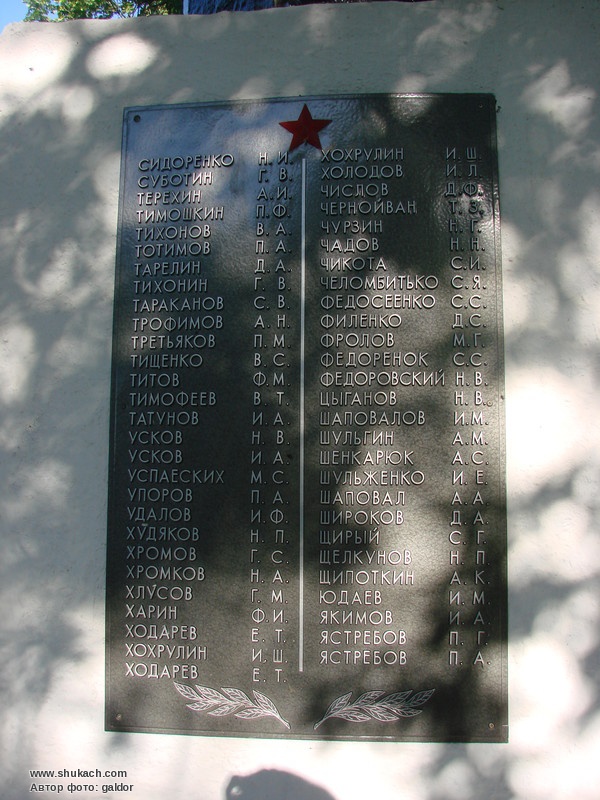 СИДОРЕНКО Н. И.
СУБОТИН Г. В.
ТЕРЕХИН А. И.
ТИМОШКИН П. Ф.
ТИХОНОВ В. А.
ТОТИМОВ П. А.
ТАРЕЛИН Д. А.
ТИХОНИН Г. В.
ТАРАКАНОВ С. В.
ТРОФИМОВ А. Н.
ТРЕТЬЯКОВ П. М.
ТИЩЕНКО В. С.
ТИТОВ Ф. М.
ТИМОФЕЕВ В. Т.
ТАТУНОВ И. А.
УСКОВ Н. В.
УСКОВ И. А.
УСПАЕСКИХ М. С.
УПОРОВ П. А.
УДАЛОВ И. Ф.
ХУДЯКОВ Н. П.
ХРОМОВ Г. С.
ХРОМКОВ Н. А.
ХЛУСОВ Г. М.
ХАРИН Ф. И.
ХОДАРЕВ Е. Т.
ХОХРУЛИН И. Ш.
ХОДАРЕВ Е. Т.
ХОХРУЛИН И. Ш.
ХОЛОДОВ И. Л.
ЧИСЛОВ Д. Ф.
ЧЕРНОЙВАН Т. З.
ЧУРЗИН Н. Г.
ЧАДОВ Н. Н.
ЧИКОТА С. И.
ЧЕЛОМБИТЬКО С. Я.
ФЕДОСЕЕНКО С. С.
ФИЛЕНКО Д. С.
ФРОЛОВ М. Г.
ФЕДОРЕНОК С. С.
ФЕДОРОВСКИЙ Н. В.
ЦЫГАНОВ Н. В.
ШАПОВАЛОВ И. М.
ШУЛЬГИН А. М.
ШЕНКАРЮК А. С.
ШУЛЬЖЕНКО И. Е.
ШАПОВАЛ А. А
ШИРОКОВ Д. А.
ЩИРЫЙ С. Г.
ЩЕЛКУНОВ Н. П.
ЩИПОТКИН А. К.
ЮДАЕВ И. М.
ЯКИМОВ И. А.
ЯСТРЕБОВ П. Г.
ЯСТРЕБОВ П. А.
www.shukach.com
Автор фото: galdor